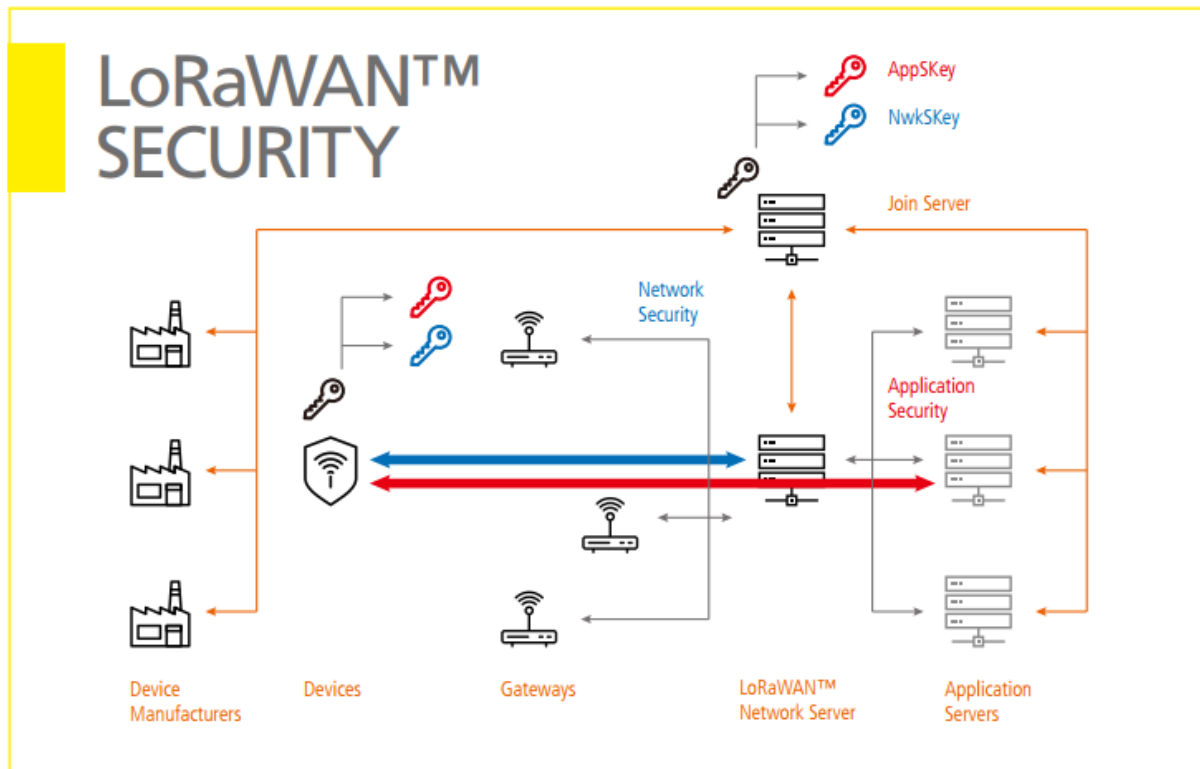 LoRaWAN™
SECURITY
AppSKey
NwkSKey
Join Server
Network
Security
Application
Security
Device
Manufacturers
Devices
Gateways
LoRaWAN™
Network Server
Application
Servers